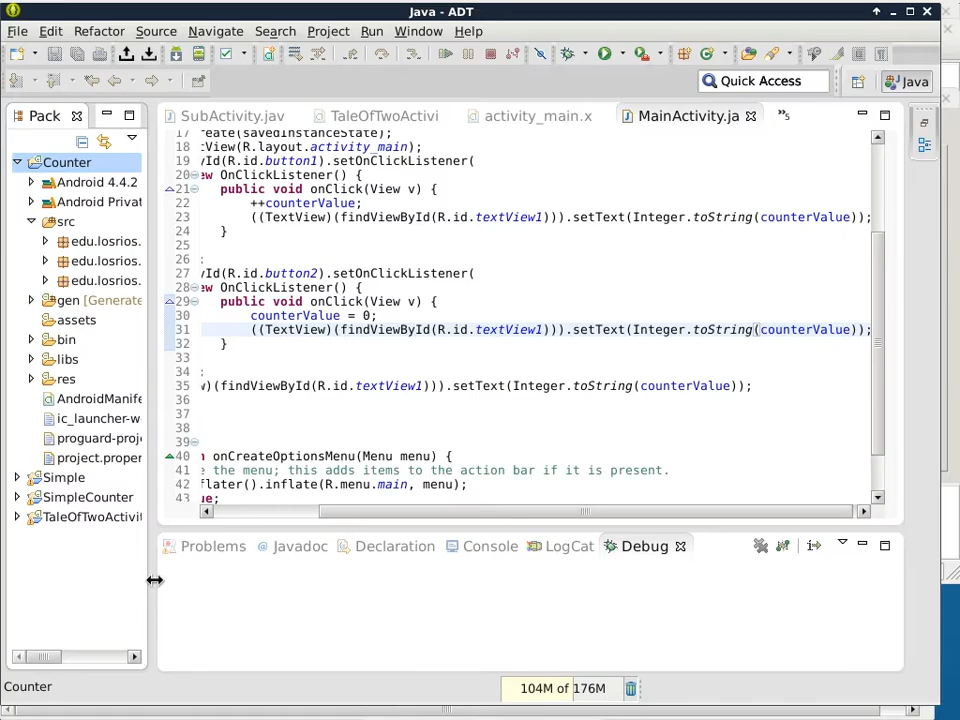 Java - ADT
File Edit Refactor Source Navigate Search Project Run Window Help
Quick Access
Java
Pack
SubActivity.jav
TaleOfTwoActivi
activity_main.x
MainActivity.ja
»5
Counter
Android 4.4.2
Android Privat
src
edu.losrios.
edu.losrios.
edu.losrios.
gen [Generate
assets
bin
libs
res
AndroidManife
ic_launcher-w
proguard-proj
project.proper
Simple
SimpleCounter
TaleOfTwoActivit
17 reate(savedInstanceState);
18 tView(R.layout.activity_main);
19 yId(R.id.button1).setOnClickListener(
20 ew OnClickListener() {
21 public void onClick(View v) {
22 ++counterValue;
23 ((TextView)(findViewById(R.id.textView1))).setText(Integer.toString(counterValue));
24 }
25
26 ;
27 yId(R.id.button2).setOnClickListener(
28 ew OnClickListener() {
29 public void onClick(View v) {
30 counterValue = 0;
31 ((TextView)(findViewById(R.id.textView1))).setText(Integer.toString(counterValue));
32 }
33
34 ;
35 w)(findViewById(R.id.textView1))).setText(Integer.toString(counterValue));
36
37
38
39
40 n onCreateOptionsMenu(Menu menu) {
41 e the menu; this adds items to the action bar if it is present.
42 flater().inflate(R.menu.main, menu);
43 ue;
Problems @ Javadoc Declaration Console LogCat Debug
Counter
104M of 176M